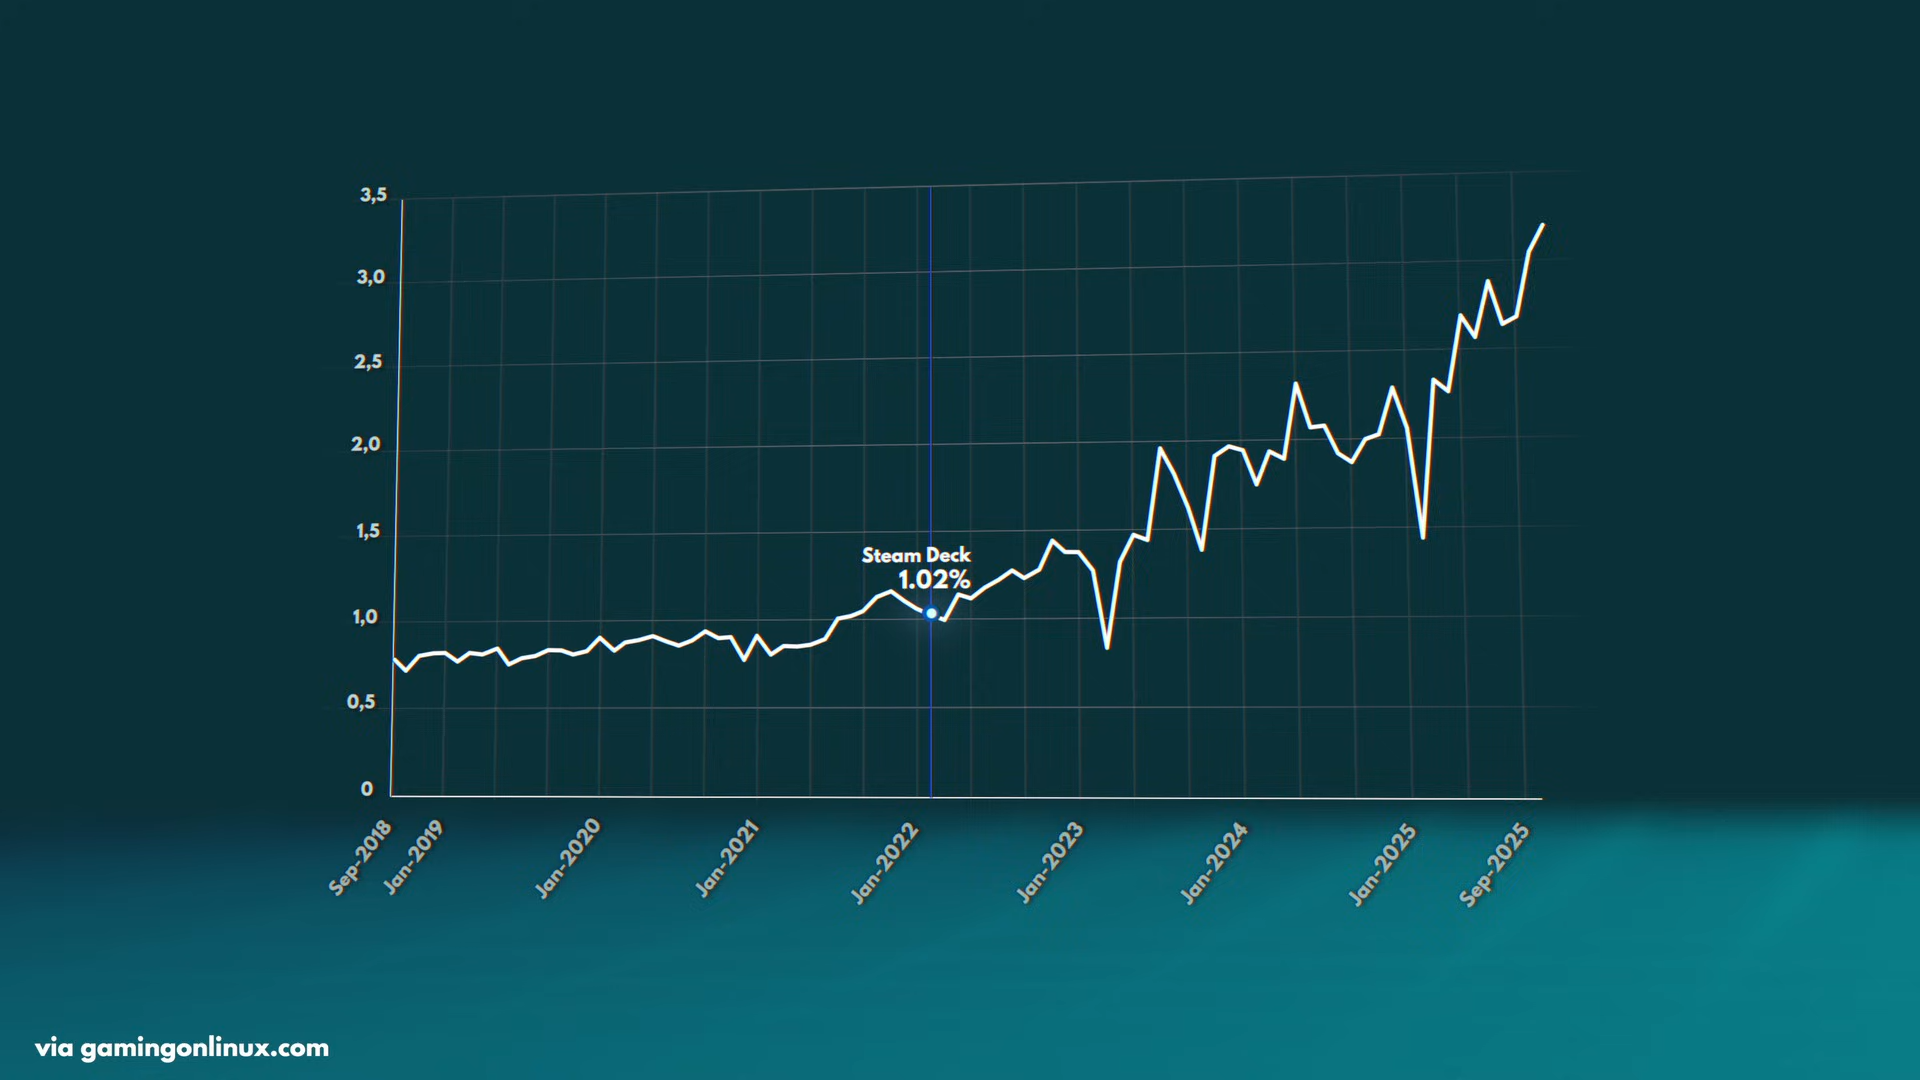 3,5
3,0
2,5
2,0
1,5
1,0
0,5
0
Steam Deck
1.02%
Sep-2018
Jan-2019
Jan-2020
Jan-2021
Jan-2022
Jan-2023
Jan-2024
Jan-2025
Sep-2025
via gamingonlinux.com